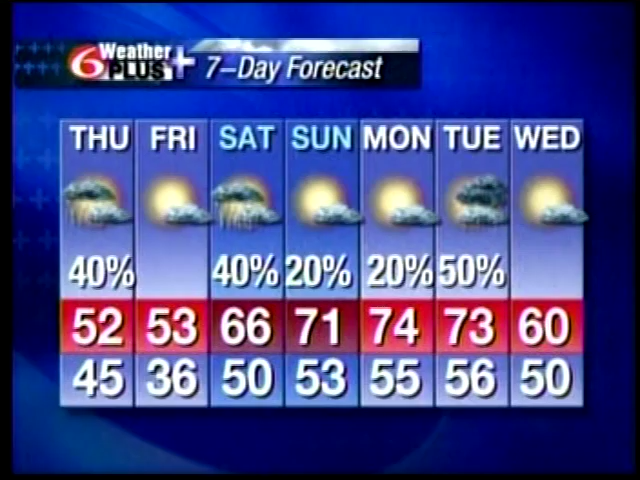 6 Weather
PLUS+
7-Day Forecast
THU FRI SAT SUN MON TUE WED
40% 40% 20% 20% 50%
52 53 66 71 74 73 60
45 36 50 53 55 56 50